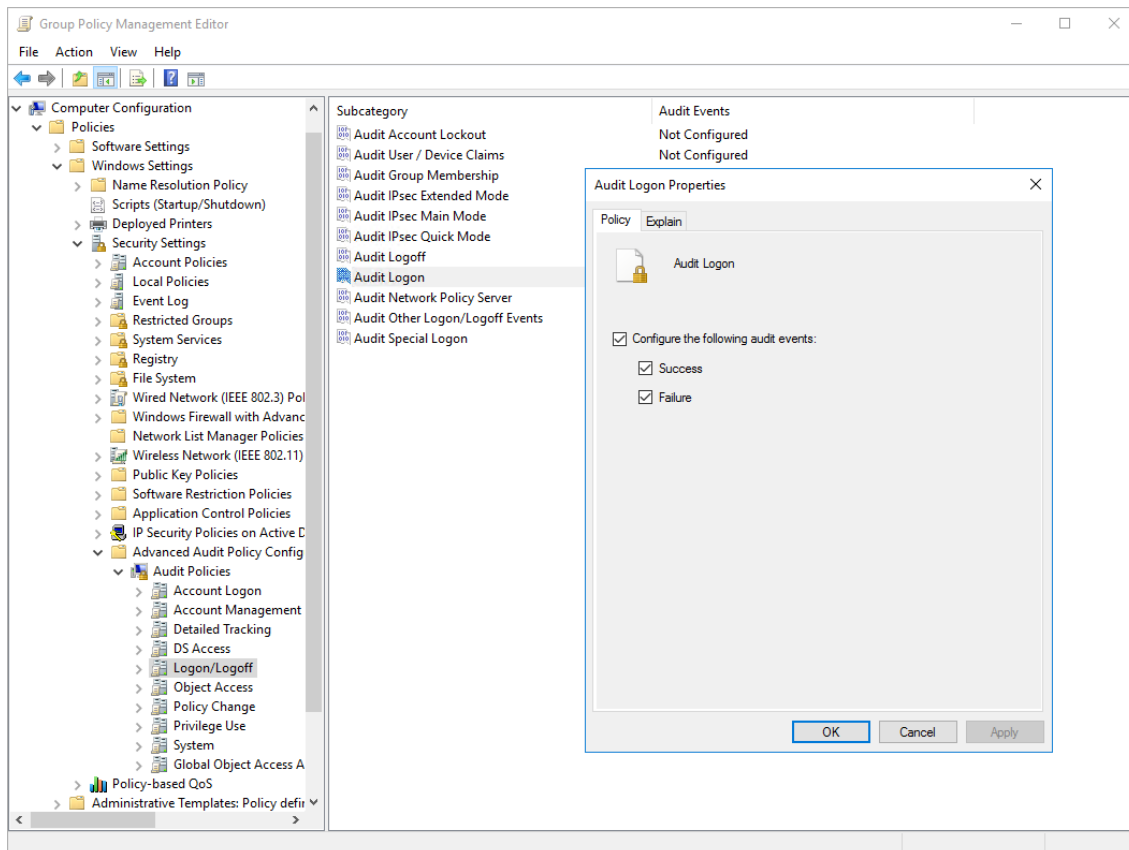 Group Policy Management Editor
File Action View Help
Computer Configuration
Policies
Software Settings
Windows Settings
Name Resolution Policy
Scripts (Startup/Shutdown)
Deployed Printers
Security Settings
Account Policies
Local Policies
Event Log
Restricted Groups
System Services
Registry
File System
Wired Network (IEEE 802.3) Pol
Windows Firewall with Advanc
Network List Manager Policies
Wireless Network (IEEE 802.11)
Public Key Policies
Software Restriction Policies
Application Control Policies
IP Security Policies on Active D
Advanced Audit Policy Config
Audit Policies
Account Logon
Account Management
Detailed Tracking
DS Access
Logon/Logoff
Object Access
Policy Change
Privilege Use
System
Global Object Access A
Policy-based QoS
Administrative Templates: Policy defin
Subcategory Audit Events
Audit Account Lockout Not Configured
Audit User / Device Claims Not Configured
Audit Group Membership
Audit IPsec Extended Mode
Audit IPsec Main Mode
Audit IPsec Quick Mode
Audit Logoff
Audit Logon
Audit Network Policy Server
Audit Other Logon/Logoff Events
Audit Special Logon
Audit Logon Properties
Policy Explain
Audit Logon
Configure the following audit events:
Success
Failure
OK Cancel Apply